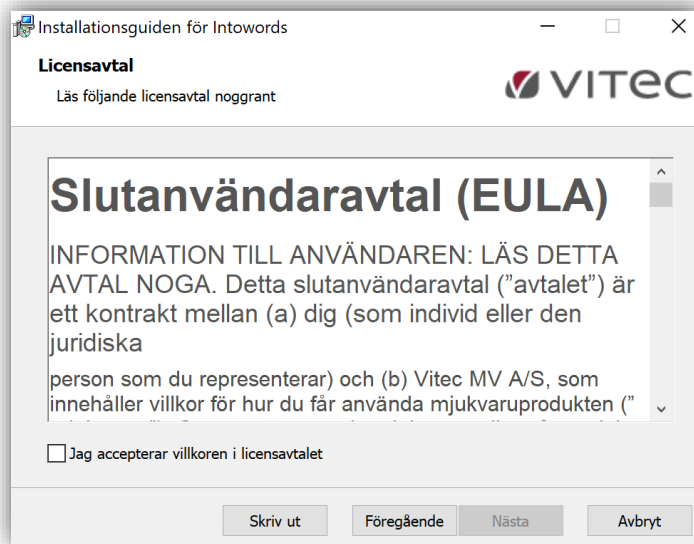 Installationsguiden för Intowords
Licensavtal
Läs följande licensavtal noggrant
VITEC
Slutanvändaravtal (EULA)
INFORMATION TILL ANVÄNDAREN: LÄS DETTA
AVTAL NOGA. Detta slutanvändaravtal (”avtalet”) är
ett kontrakt mellan (a) dig (som individ eller den
juridiska
person som du representerar) och (b) Vitec MV A/S, som
innehåller villkor för hur du får använda mjukvaruprodukten (”
Jag accepterar villkoren i licensavtalet
Skriv ut Föregående Nästa Avbryt